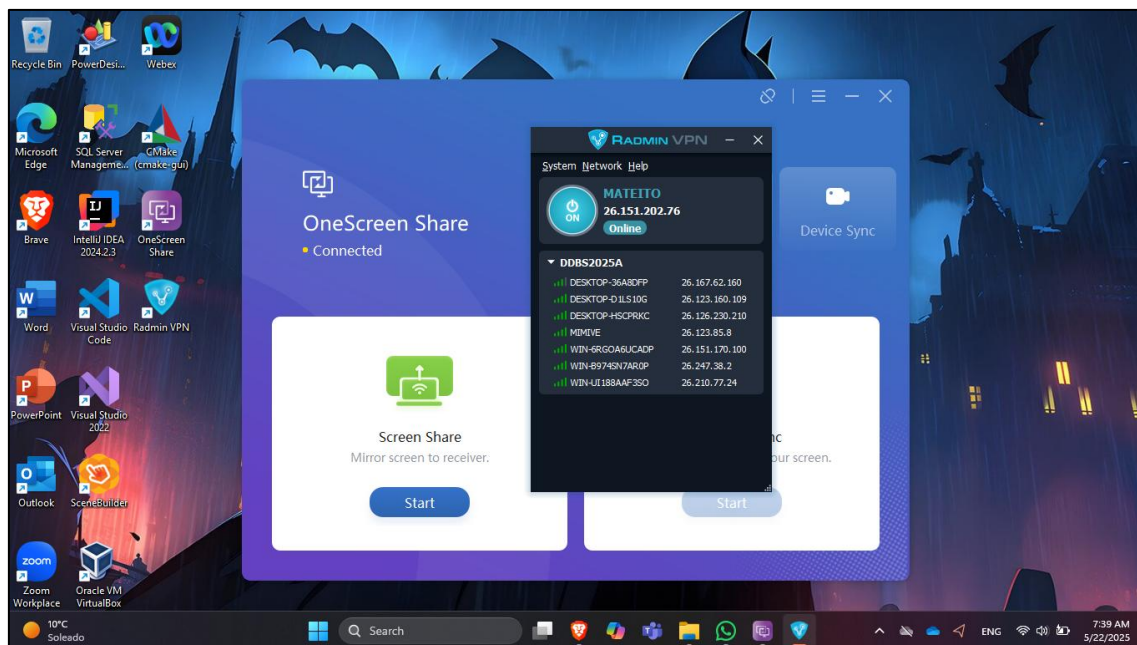 Recycle Bin
PowerDesi...
Webex
Microsoft
Edge
SQL Server
Manageme...
CMake
(cmake-gui)
Brave
IntelliJ IDEA
2024.2.3
OneScreen
Share
Word
Visual Studio
Code
Radmin VPN
PowerPoint
Visual Studio
2022
Outlook
SceneBuilder
zoom
Zoom
Workplace
Oracle VM
VirtualBox
OneScreen Share
Connected
Device Sync
Screen Share
Mirror screen to receiver.
Start
nc
our screen.
Start
RADMIN VPN
System Network Help
ON
MATEITO
26.151.202.76
Online
DDBS2025A
DESKTOP-36A8DFP 26.167.62.160
DESKTOP-D1LS10G 26.123.160.109
DESKTOP-HSCPRKC 26.126.230.210
MIMIVE 26.123.85.8
WIN-6RGOA6UCADP 26.151.170.100
WIN-B974SN7AR0P 26.247.38.2
WIN-UI188AAF3SO 26.210.77.24
10°C
Soleado
Search
ENG
7:39 AM
5/22/2025